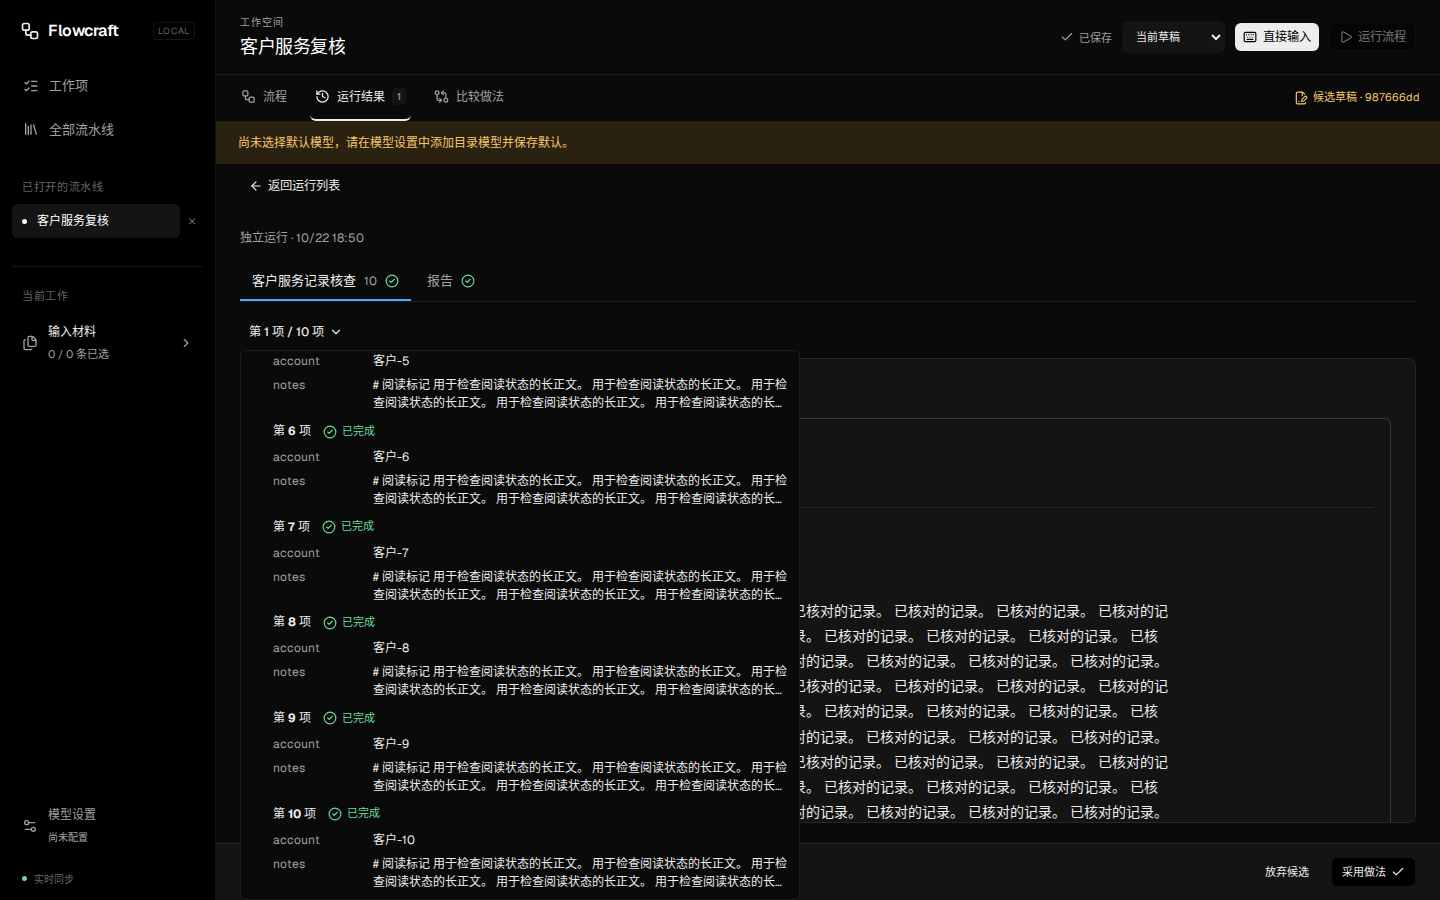 Flowcraft
LOCAL
工作项
全部流水线
已打开的流水线
客户服务复核
当前工作
输入材料
0 / 0 条已选
模型设置
尚未配置
实时同步
工作空间
客户服务复核
已保存
当前草稿
直接输入
运行流程
流程
运行结果 1
比较做法
候选草稿 · 987666dd
尚未选择默认模型，请在模型设置中添加目录模型并保存默认。
返回运行列表
独立运行 · 10/22 18:50
客户服务记录核查 10
报告
第 1 项 / 10 项
account 客户-5
notes # 阅读标记 用于检查阅读状态的长正文。 用于检查阅读状态的长正文。 用于检
查阅读状态的长正文。 用于检查阅读状态的长正文。 用于检查阅读状态的长...
第 6 项 已完成
account 客户-6
notes # 阅读标记 用于检查阅读状态的长正文。 用于检查阅读状态的长正文。 用于检
查阅读状态的长正文。 用于检查阅读状态的长正文。 用于检查阅读状态的长...
第 7 项 已完成
account 客户-7
notes # 阅读标记 用于检查阅读状态的长正文。 用于检查阅读状态的长正文。 用于检
查阅读状态的长正文。 用于检查阅读状态的长正文。 用于检查阅读状态的长...
第 8 项 已完成
account 客户-8
notes # 阅读标记 用于检查阅读状态的长正文。 用于检查阅读状态的长正文。 用于检
查阅读状态的长正文。 用于检查阅读状态的长正文。 用于检查阅读状态的长...
第 9 项 已完成
account 客户-9
notes # 阅读标记 用于检查阅读状态的长正文。 用于检查阅读状态的长正文。 用于检
查阅读状态的长正文。 用于检查阅读状态的长正文。 用于检查阅读状态的长...
第 10 项 已完成
account 客户-10
notes # 阅读标记 用于检查阅读状态的长正文。 用于检查阅读状态的长正文。 用于检
查阅读状态的长正文。 用于检查阅读状态的长正文。 用于检查阅读状态的长...
已核对的记录。 已核对的记录。 已核对的记录。 已核对的记
录。 已核对的记录。 已核对的记录。 已核对的记录。 已核
对的记录。 已核对的记录。 已核对的记录。 已核对的记录。
已核对的记录。 已核对的记录。 已核对的记录。 已核对的记
录。 已核对的记录。 已核对的记录。 已核对的记录。 已核
对的记录。 已核对的记录。 已核对的记录。 已核对的记录。
已核对的记录。 已核对的记录。 已核对的记录。 已核对的记
录。 已核对的记录。 已核对的记录。 已核对的记录。 已核
对的记录。 已核对的记录。 已核对的记录。 已核对的记录。
放弃候选
采用做法